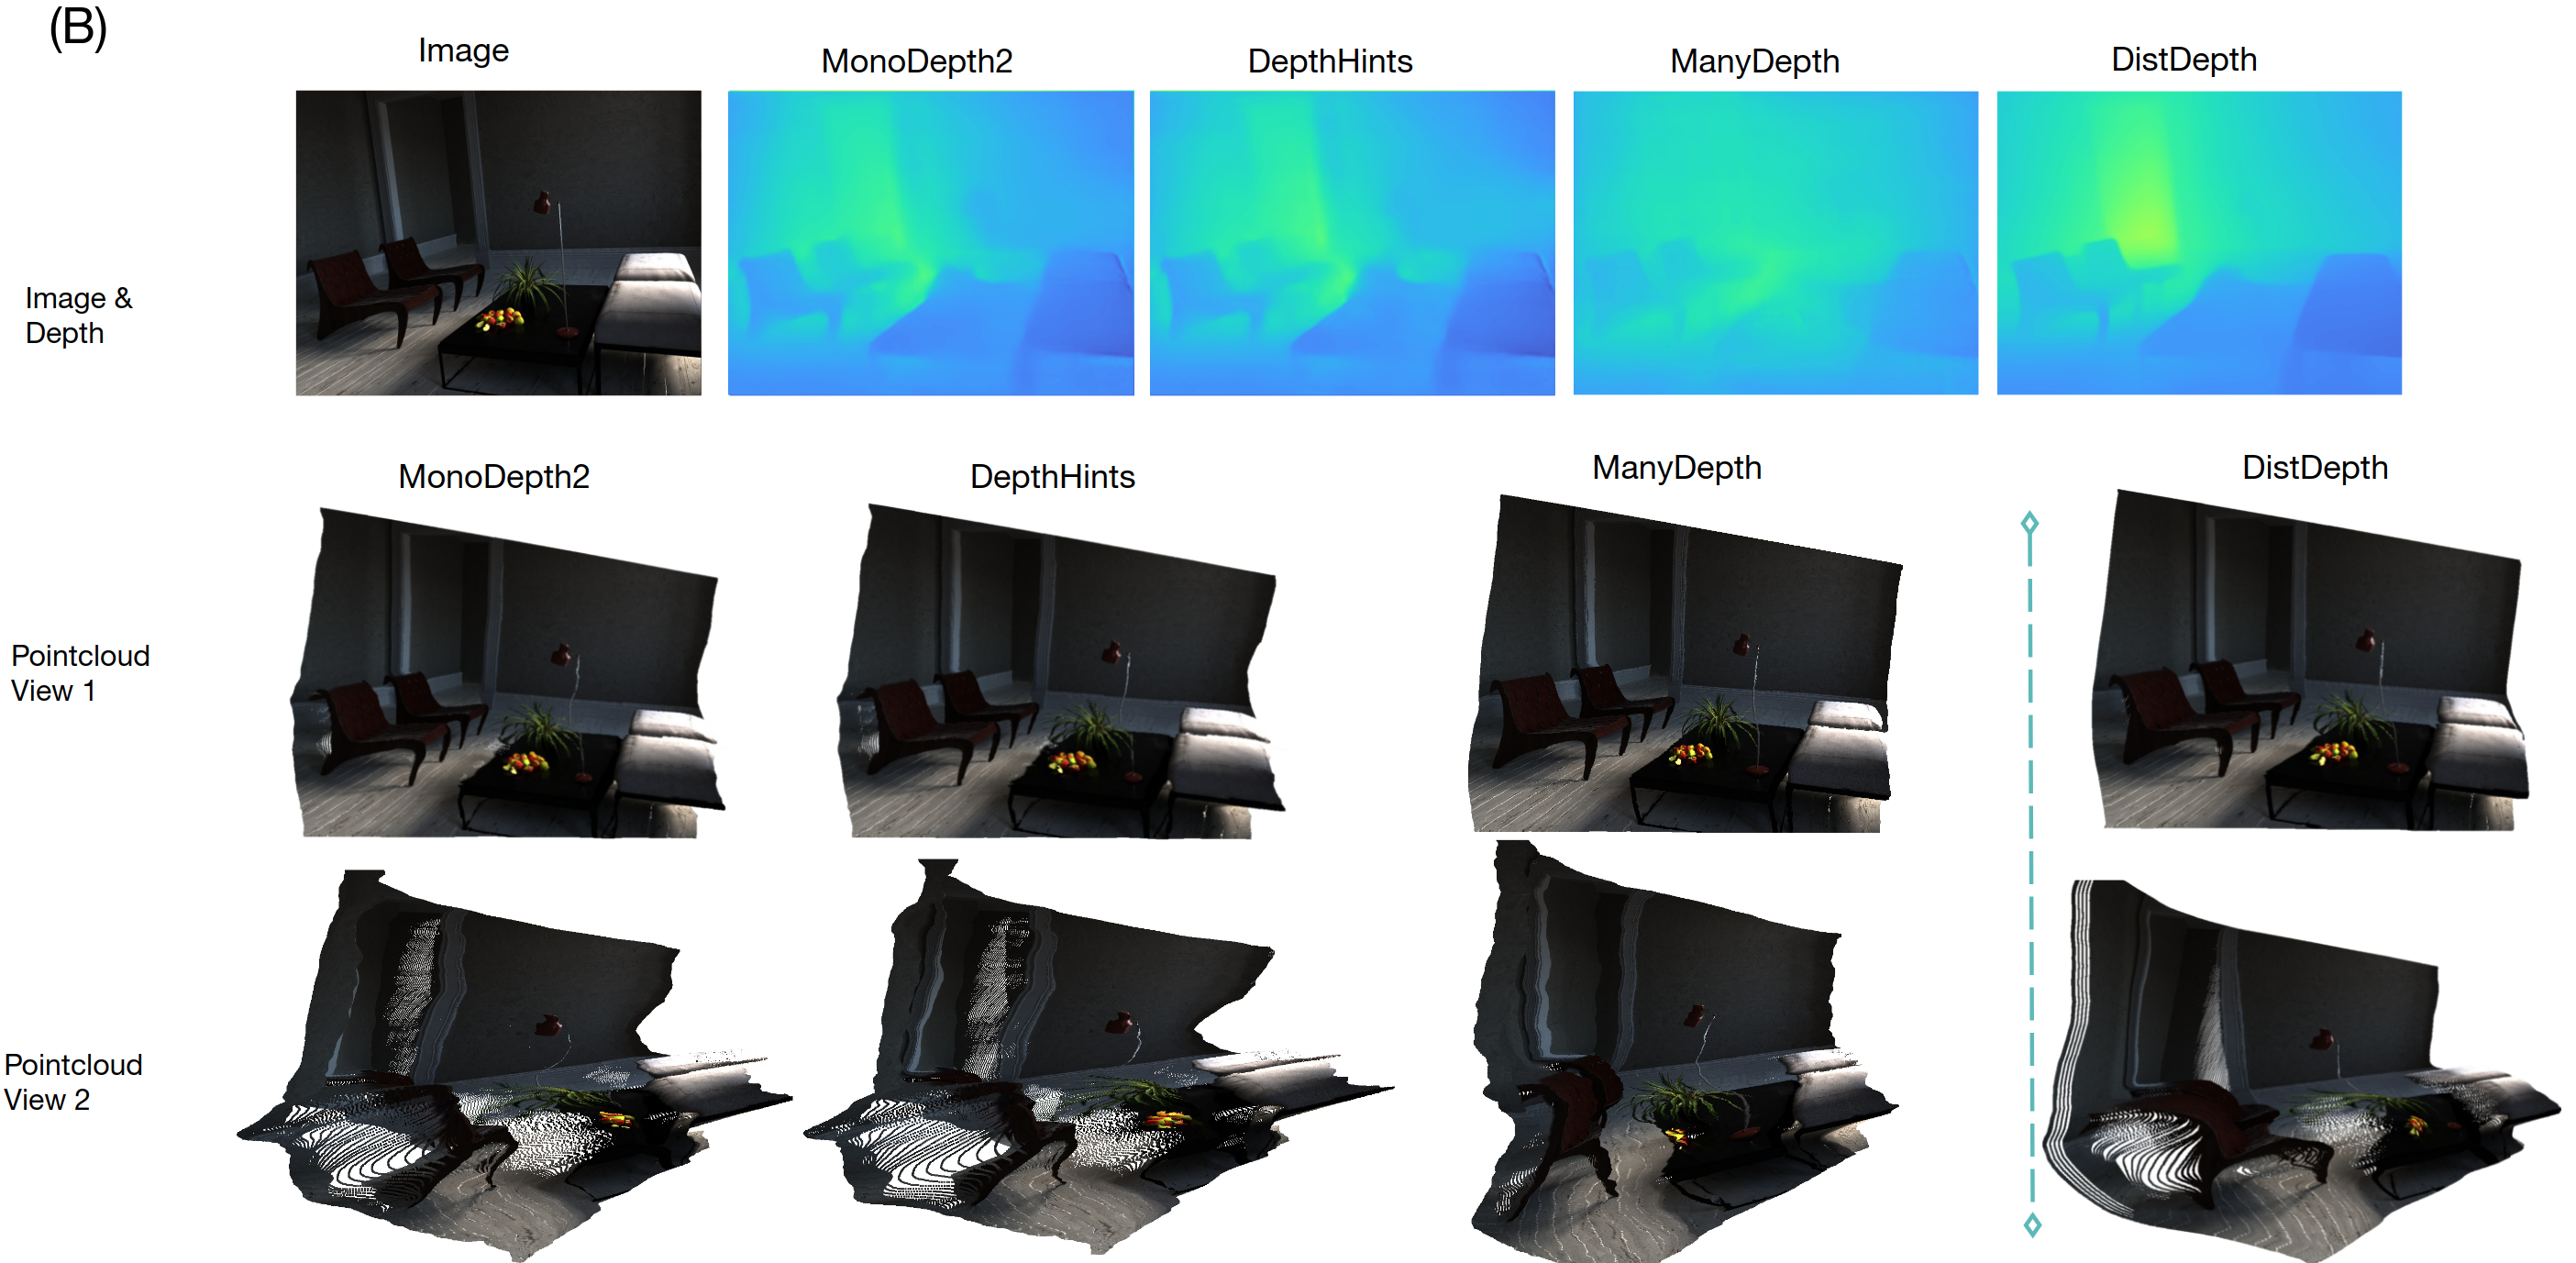 (B)
Image
MonoDepth2
DepthHints
ManyDepth
DistDepth
Image &
Depth
MonoDepth2
DepthHints
ManyDepth
DistDepth
Pointcloud
View 1
Pointcloud
View 2